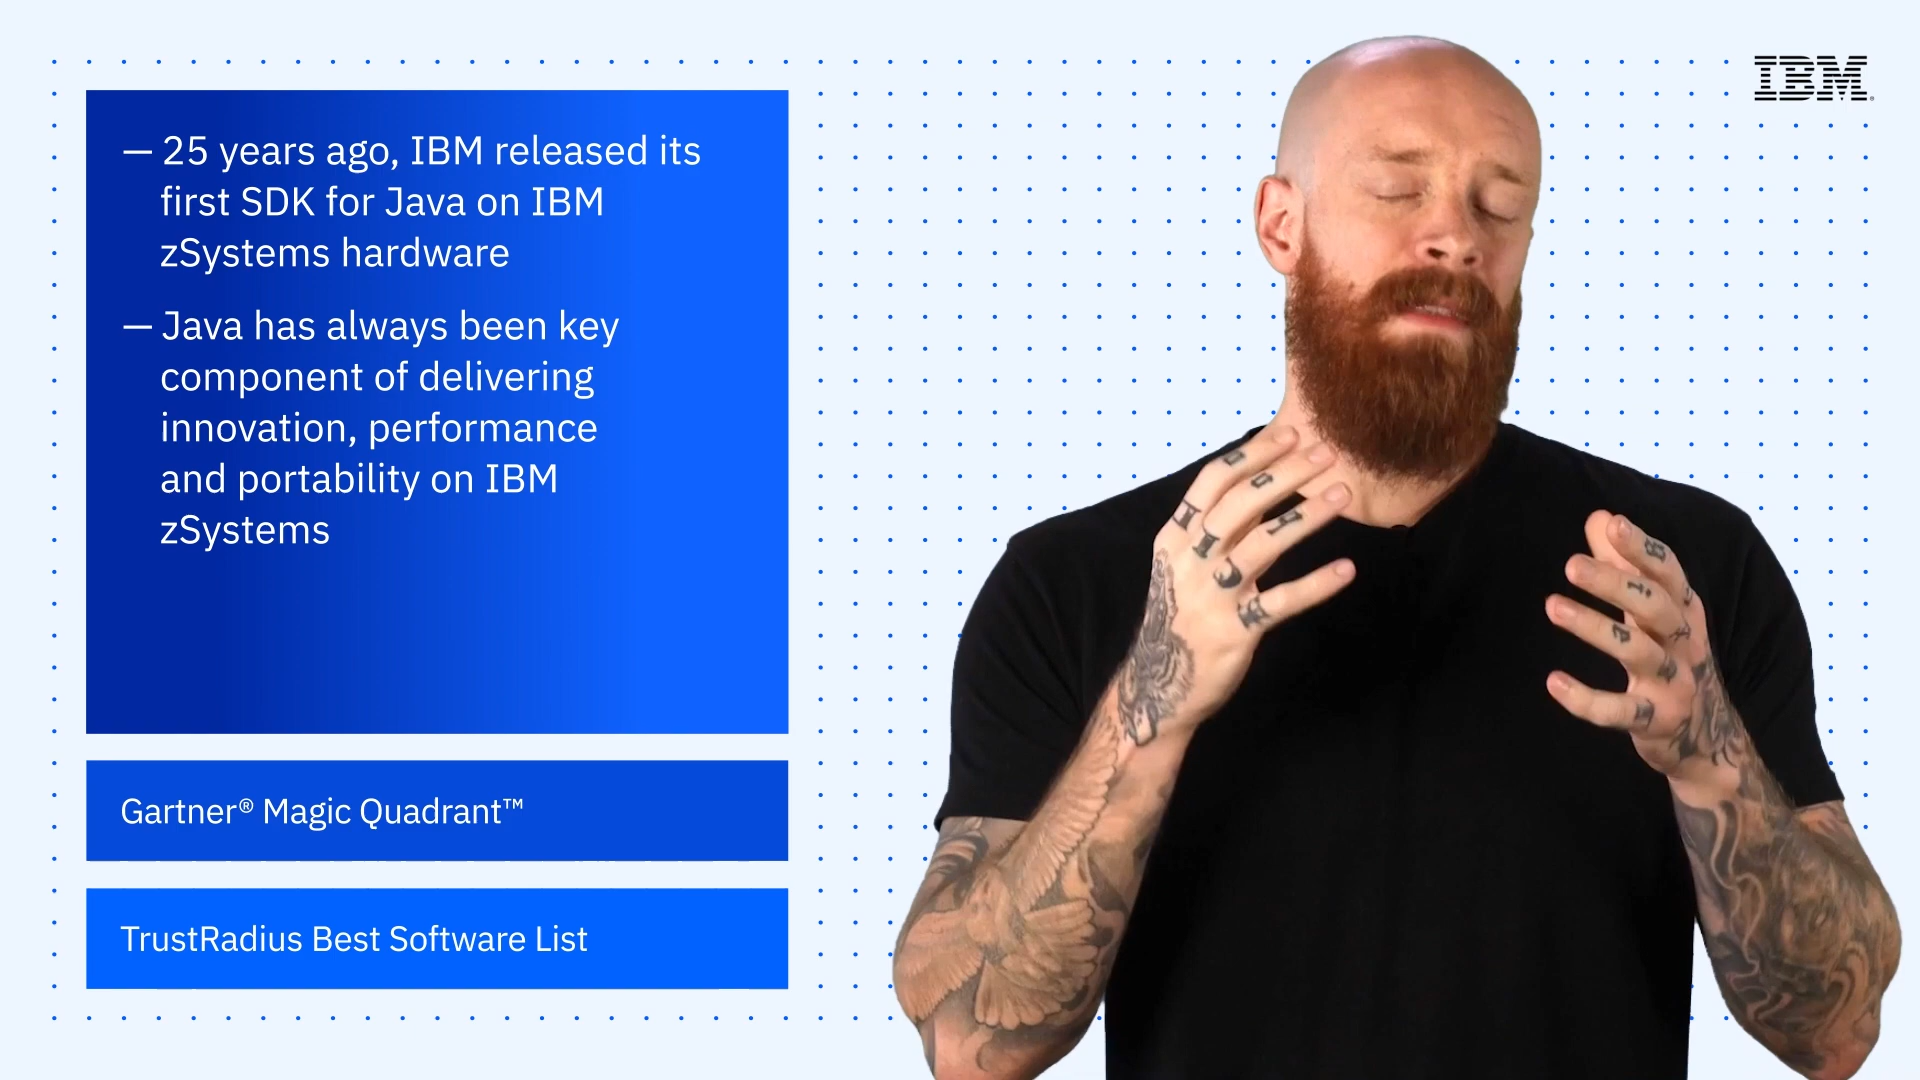 — 25 years ago, IBM released its
first SDK for Java on IBM
zSystems hardware
— Java has always been key
component of delivering
innovation, performance
and portability on IBM
zSystems
Gartner® Magic Quadrant™
TrustRadius Best Software List
IBM®